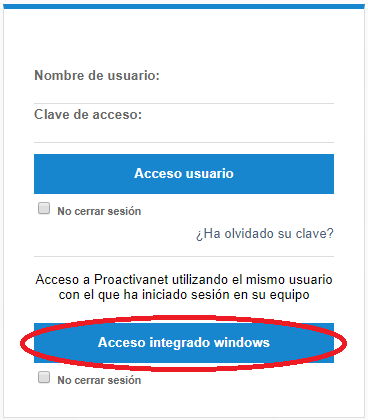 Nombre de usuario:
Clave de acceso:
Acceso usuario
No cerrar sesión
¿Ha olvidado su clave?
Acceso a Proactivanet utilizando el mismo usuario
con el que ha iniciado sesión en su equipo
Acceso integrado windows
No cerrar sesión